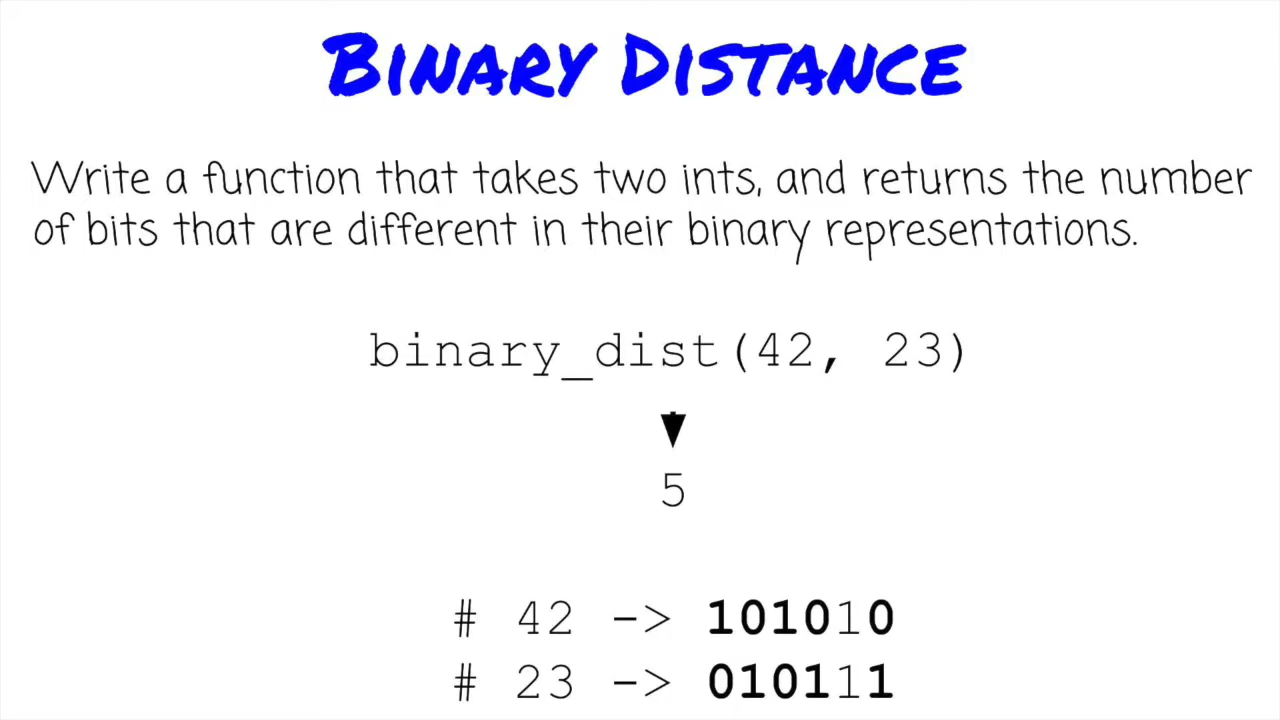 BINARY DISTANCE
Write a function that takes two ints, and returns the number
of bits that are different in their binary representations.
binary_dist(42, 23)
5
# 42 -> 101010
# 23 -> 010111